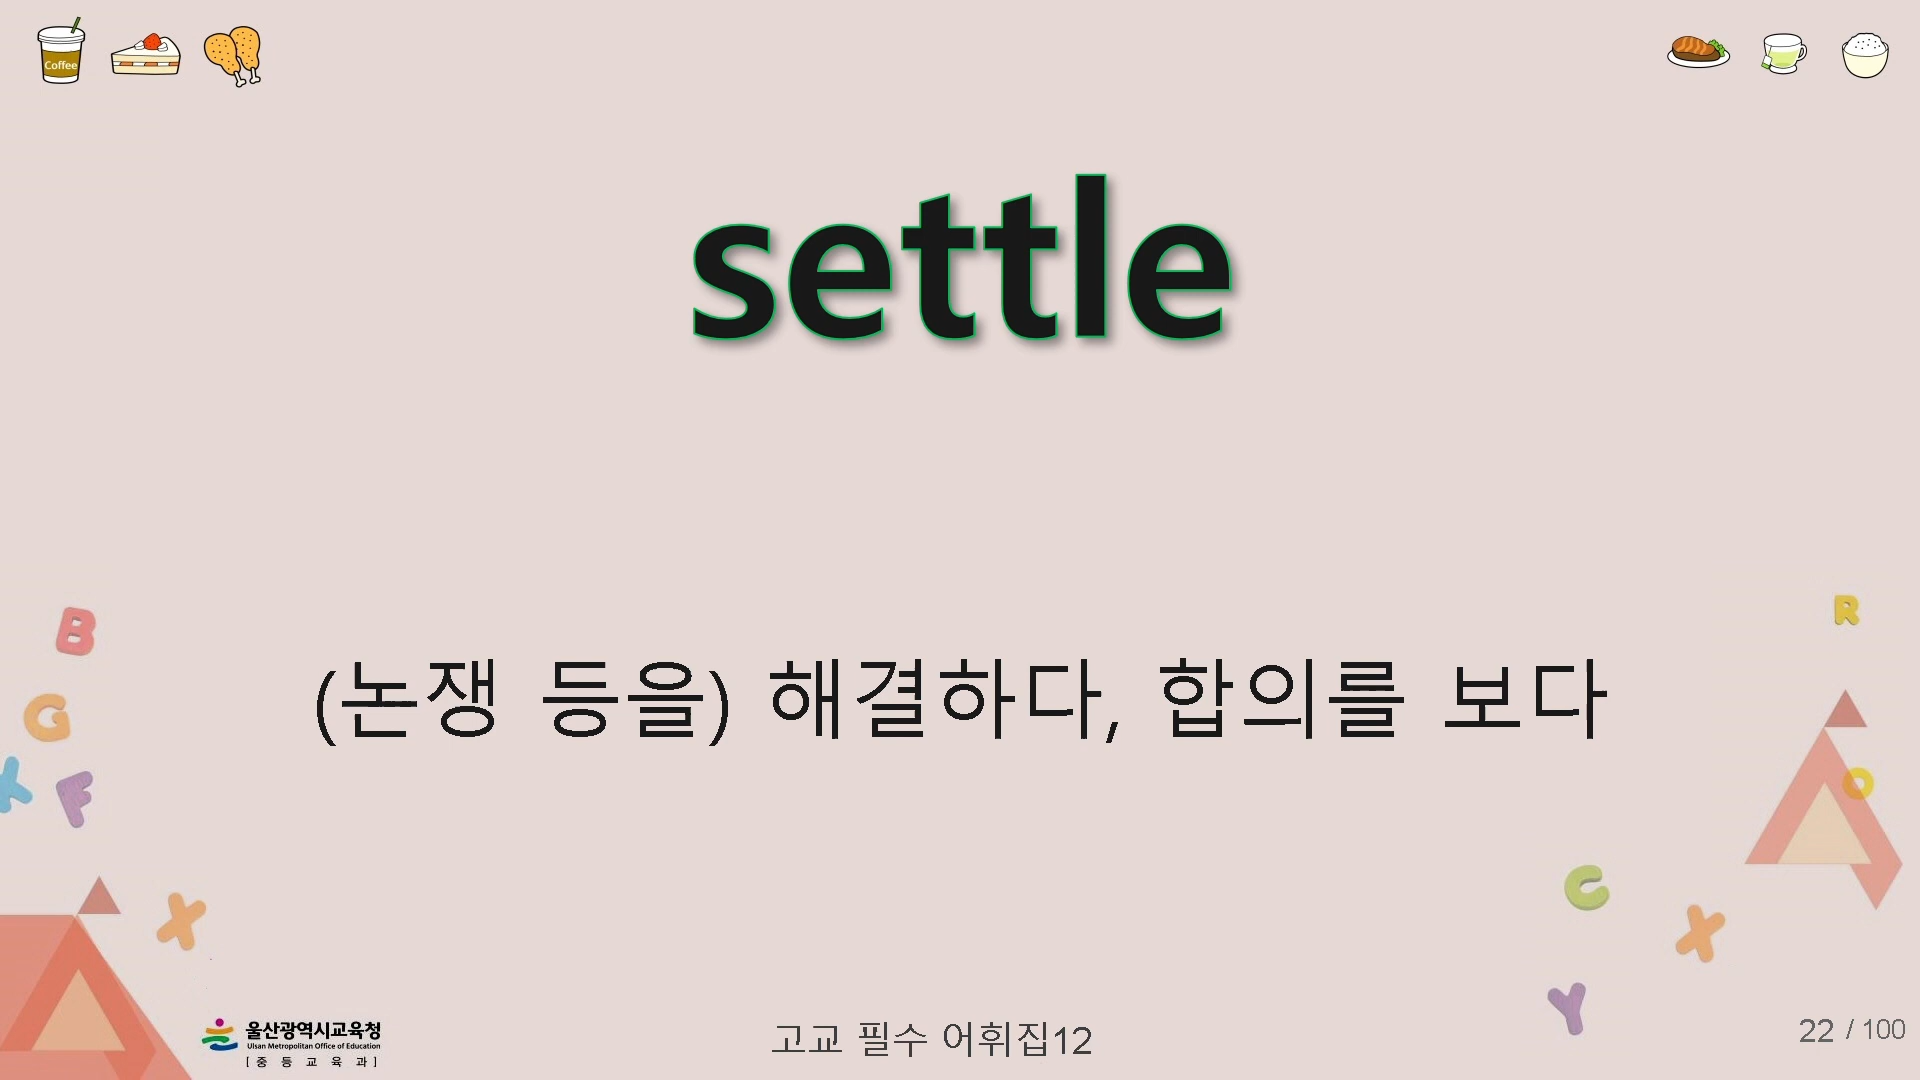 Coffee
settle
(논쟁 등을) 해결하다, 합의를 보다
B
G
K
F
X
R
O
C
X
Y
울산광역시교육청
Ulsan Metropolitan Office of Education
[ 중 등 교 육 과 ]
고교 필수 어휘집12
22 / 100